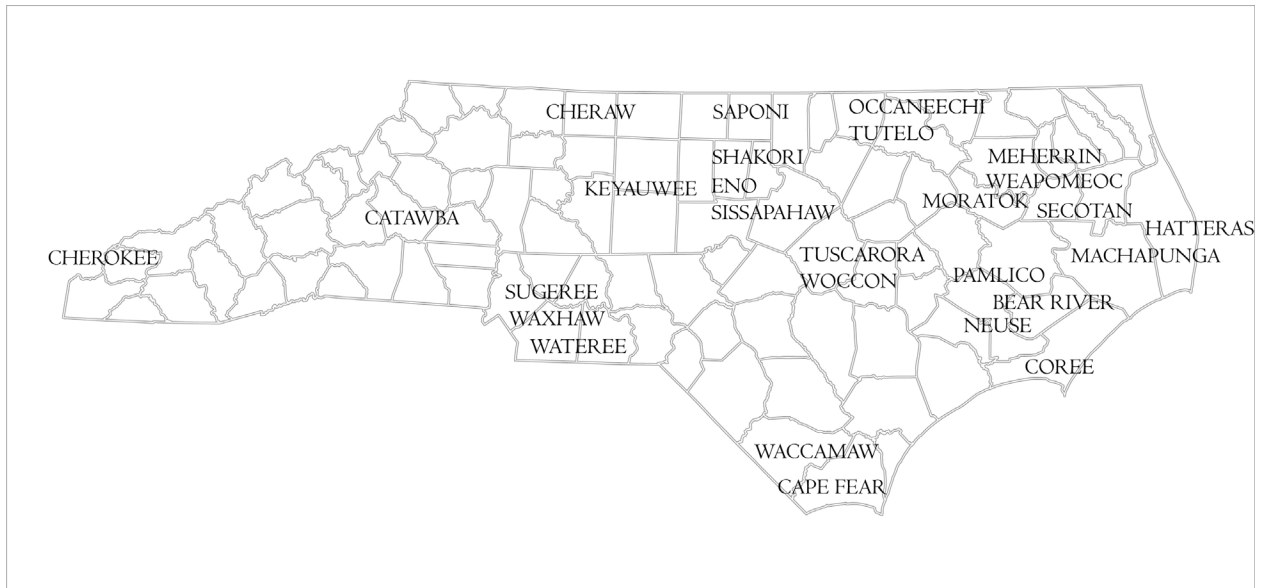 CHERAW
SAPONI
OCCANEECHI
TUTELO
SHAKORI
MEHERRIN
KEYAUWEE
ENO
WEAPOMEOC
MORATOK
CATAWBA
SISSAPAHAW
SECOTAN
HATTERAS
CHEROKEE
TUSCARORA
MACHAPUNGA
WOCCON
PAMLICO
SUGEREE
BEAR RIVER
WAXHAW
NEUSE
WATEREE
COREE
WACCAMAW
CAPE FEAR